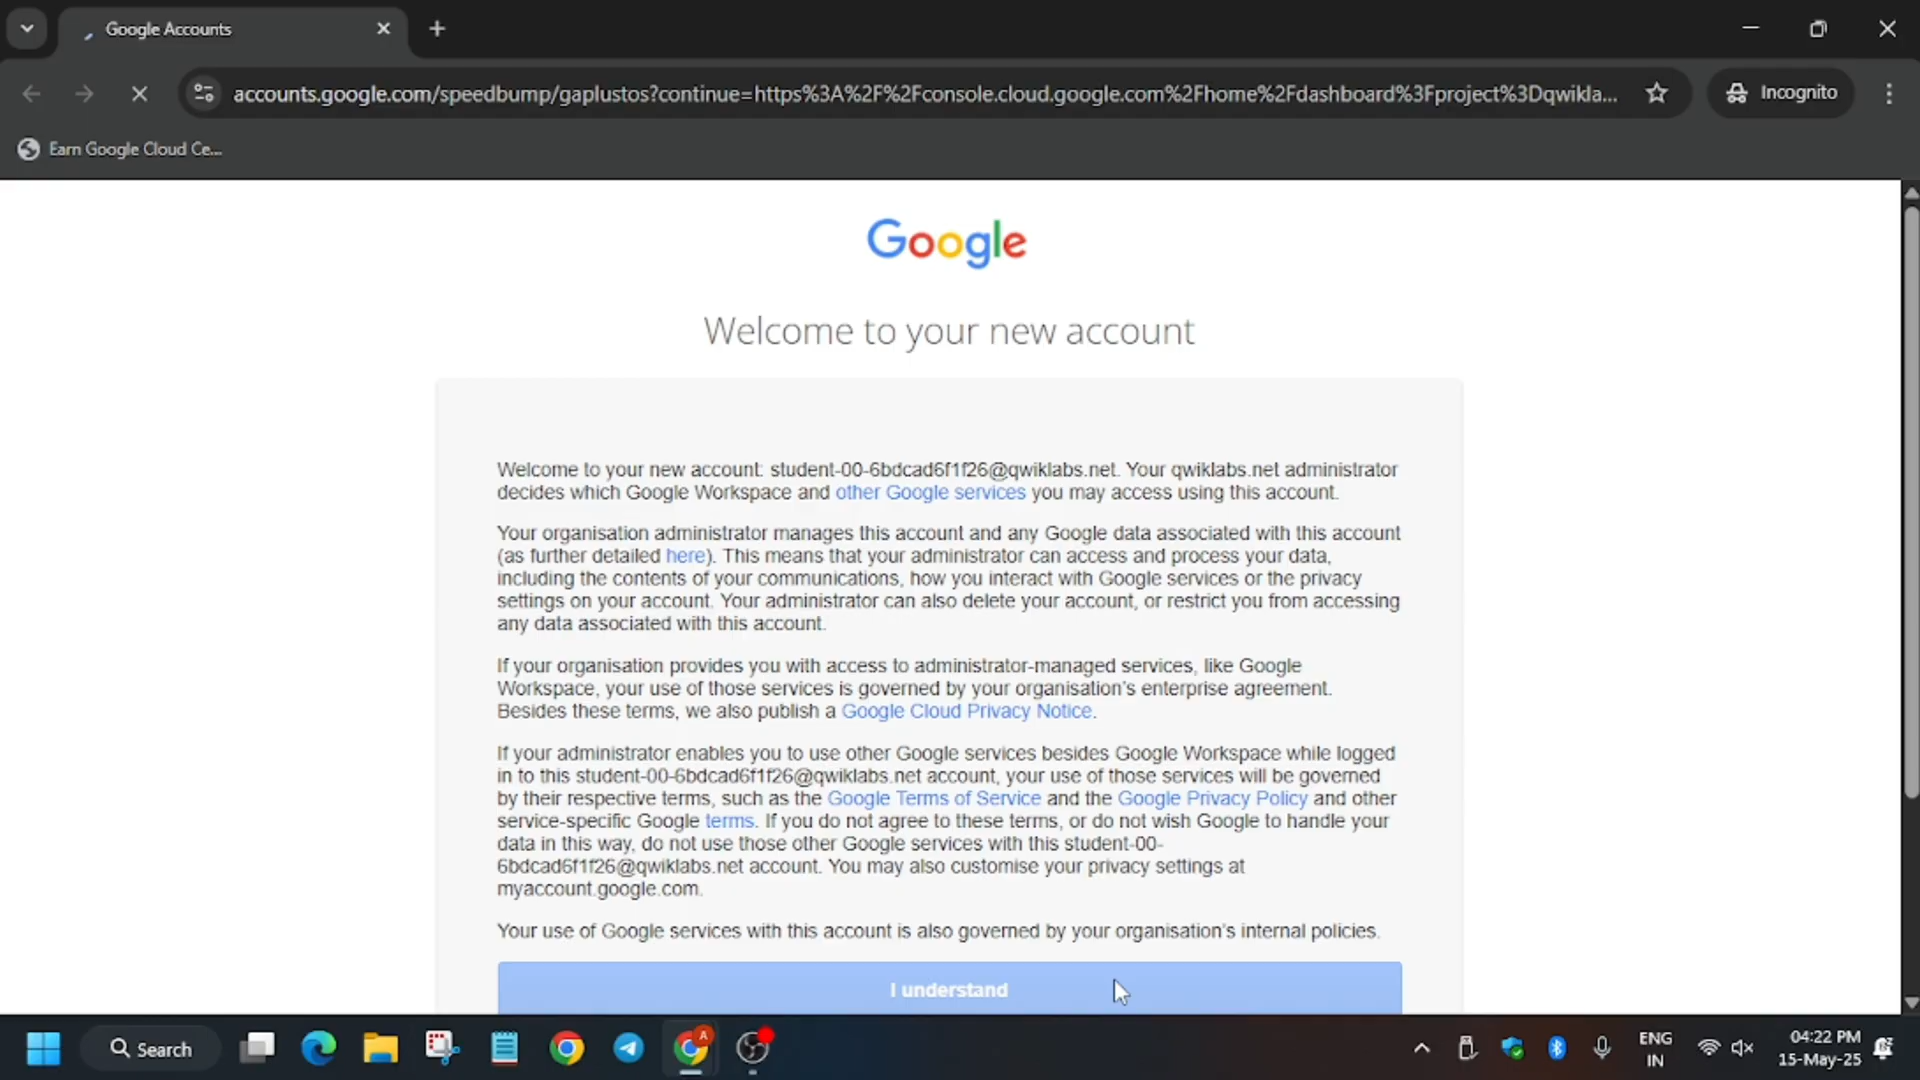 Google Accounts
accounts.google.com/speedbump/gaplustos?continue=https%3A%2F%2Fconsole.cloud.google.com%2Fhome%2Fdashboard%3Fproject%3Dqwikla...
Incognito
Earn Google Cloud Ce...
Google
Welcome to your new account
Welcome to your new account: student-00-6bdcad6f1f26@qwiklabs.net. Your qwiklabs.net administrator
decides which Google Workspace and other Google services you may access using this account.
Your organisation administrator manages this account and any Google data associated with this account
(as further detailed here). This means that your administrator can access and process your data,
including the contents of your communications, how you interact with Google services or the privacy
settings on your account. Your administrator can also delete your account, or restrict you from accessing
any data associated with this account.
If your organisation provides you with access to administrator-managed services, like Google
Workspace, your use of those services is governed by your organisation's enterprise agreement.
Besides these terms, we also publish a Google Cloud Privacy Notice.
If your administrator enables you to use other Google services besides Google Workspace while logged
in to this student-00-6bdcad6f1f26@qwiklabs.net account, your use of those services will be governed
by their respective terms, such as the Google Terms of Service and the Google Privacy Policy and other
service-specific Google terms. If you do not agree to these terms, or do not wish Google to handle your
data in this way, do not use those other Google services with this student-00-
6bdcad6f1f26@qwiklabs.net account. You may also customise your privacy settings at
myaccount.google.com.
Your use of Google services with this account is also governed by your organisation's internal policies.
I understand
Search
A
ENG
IN
04:22 PM
15-May-25